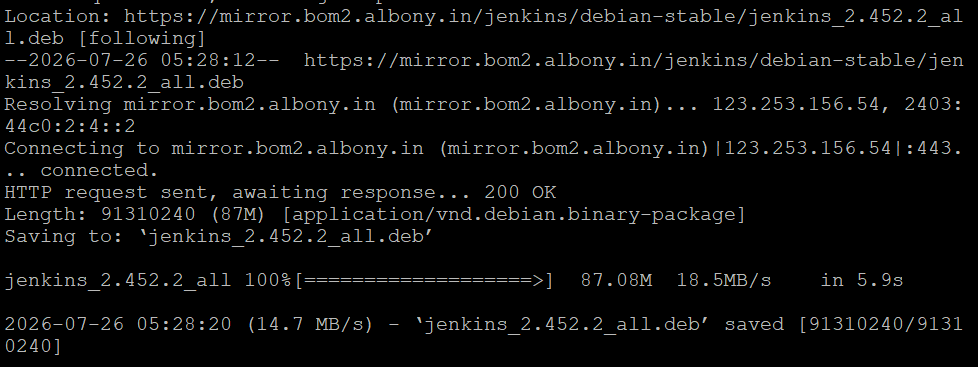 Location: https://mirror.bom2.albony.in/jenkins/debian-stable/jenkins_2.452.2_al
l.deb [following]
--2026-07-26 05:28:12--  https://mirror.bom2.albony.in/jenkins/debian-stable/jen
kins_2.452.2_all.deb
Resolving mirror.bom2.albony.in (mirror.bom2.albony.in)... 123.253.156.54, 2403:
44c0:2:4::2
Connecting to mirror.bom2.albony.in (mirror.bom2.albony.in)|123.253.156.54|:443.
.. connected.
HTTP request sent, awaiting response... 200 OK
Length: 91310240 (87M) [application/vnd.debian.binary-package]
Saving to: ‘jenkins_2.452.2_all.deb’
jenkins_2.452.2_all 100%[===================>]  87.08M  18.5MB/s    in 5.9s
2026-07-26 05:28:20 (14.7 MB/s) - ‘jenkins_2.452.2_all.deb’ saved [91310240/9131
0240]